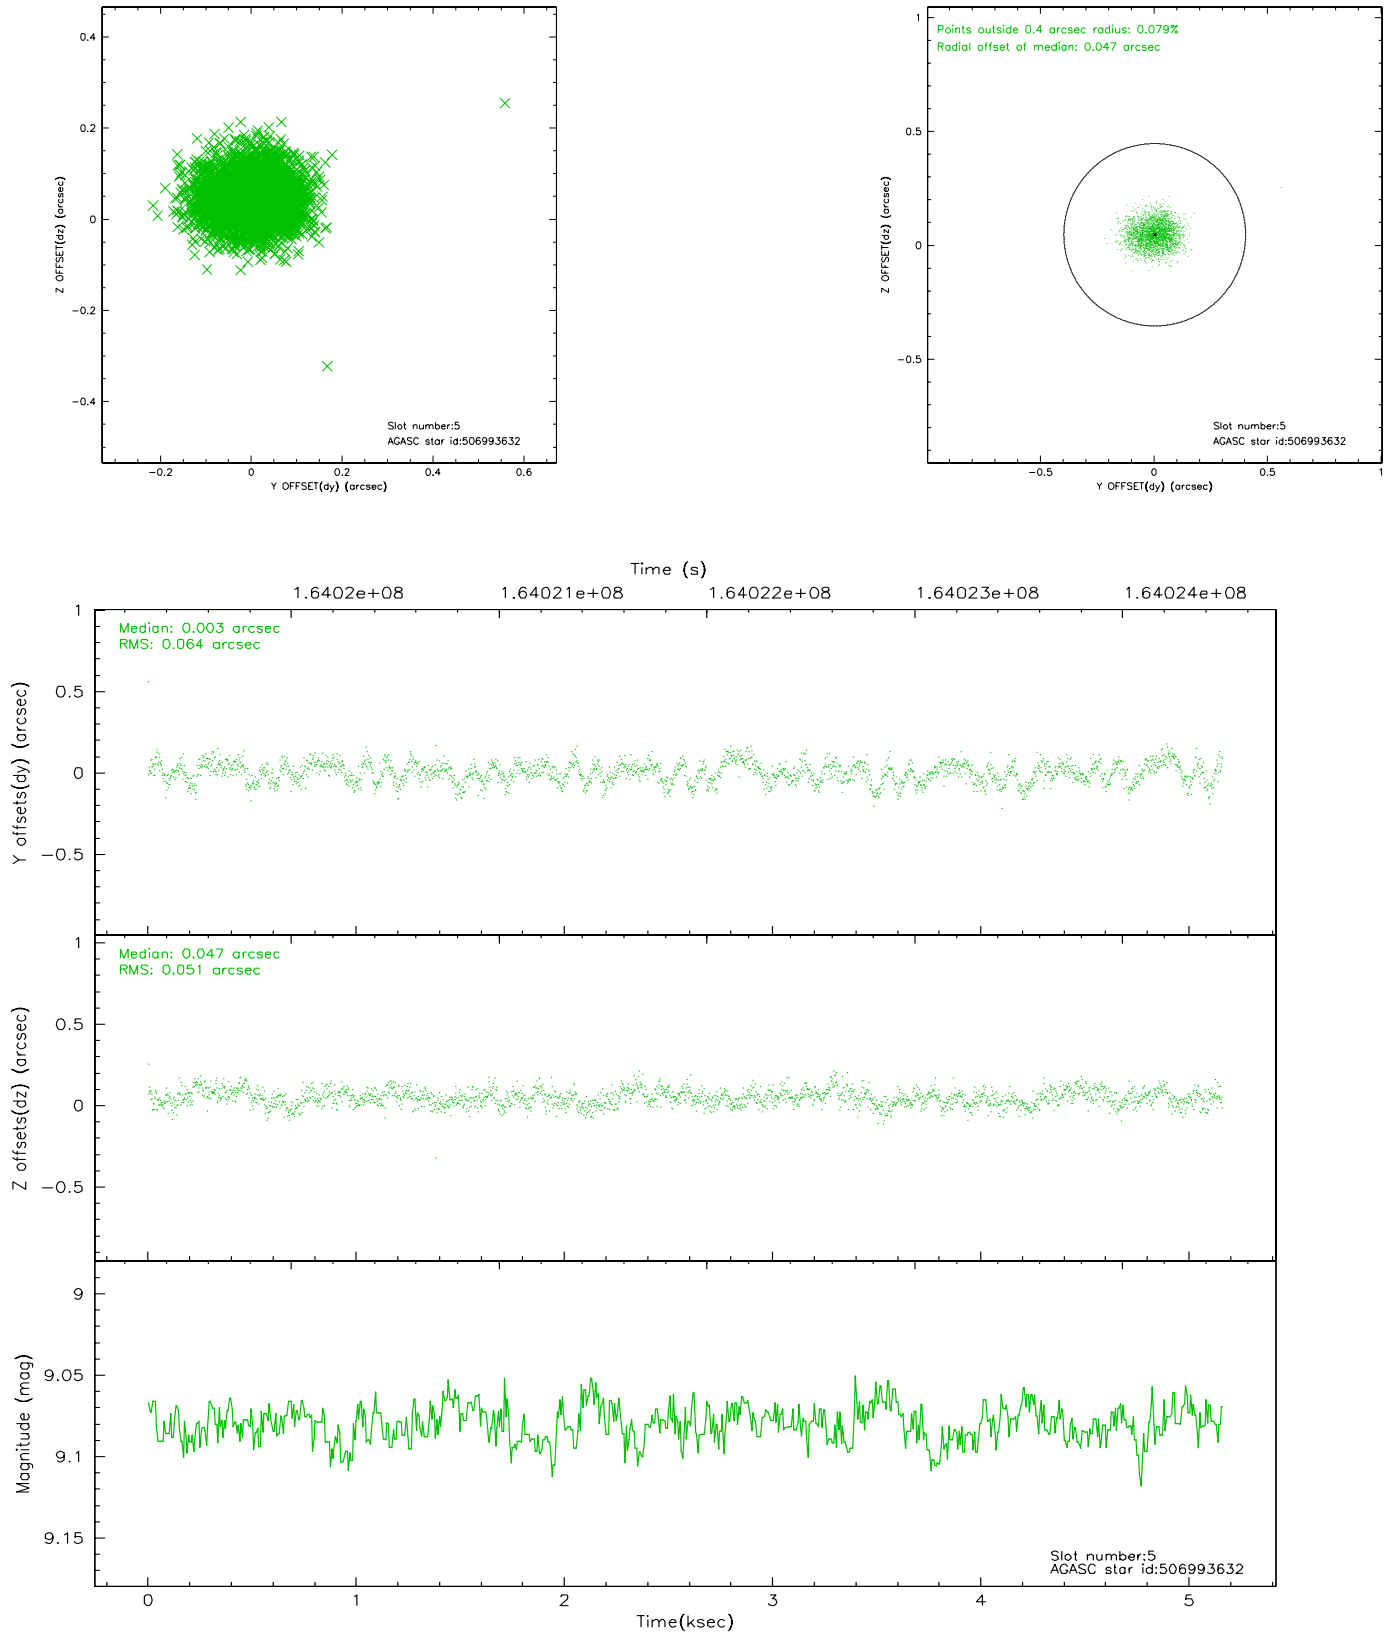 0.4
0.2
0
−0.2
−0.4
Z OFFSET(dz) (arcsec)
Slot number:5
AGASC star id:506993632
−0.2 0 0.2 0.4 0.6
Y OFFSET(dy) (arcsec)
Points outside 0.4 arcsec radius: 0.079%
Radial offset of median: 0.047 arcsec
1
0.5
0
−0.5
Z OFFSET(dz) (arcsec)
Slot number:5
AGASC star id:506993632
−0.5 0 0.5 1
Y OFFSET(dy) (arcsec)
Time (s)
1.6402e+08 1.64021e+08 1.64022e+08 1.64023e+08 1.64024e+08
Median: 0.003 arcsec
RMS: 0.064 arcsec
1
0.5
0
−0.5
Y offsets(dy) (arcsec)
Median: 0.047 arcsec
RMS: 0.051 arcsec
1
0.5
0
−0.5
Z offsets(dz) (arcsec)
9
9.05
9.1
9.15
Magnitude (mag)
Slot number:5
AGASC star id:506993632
0 1 2 3 4 5
Time(ksec)